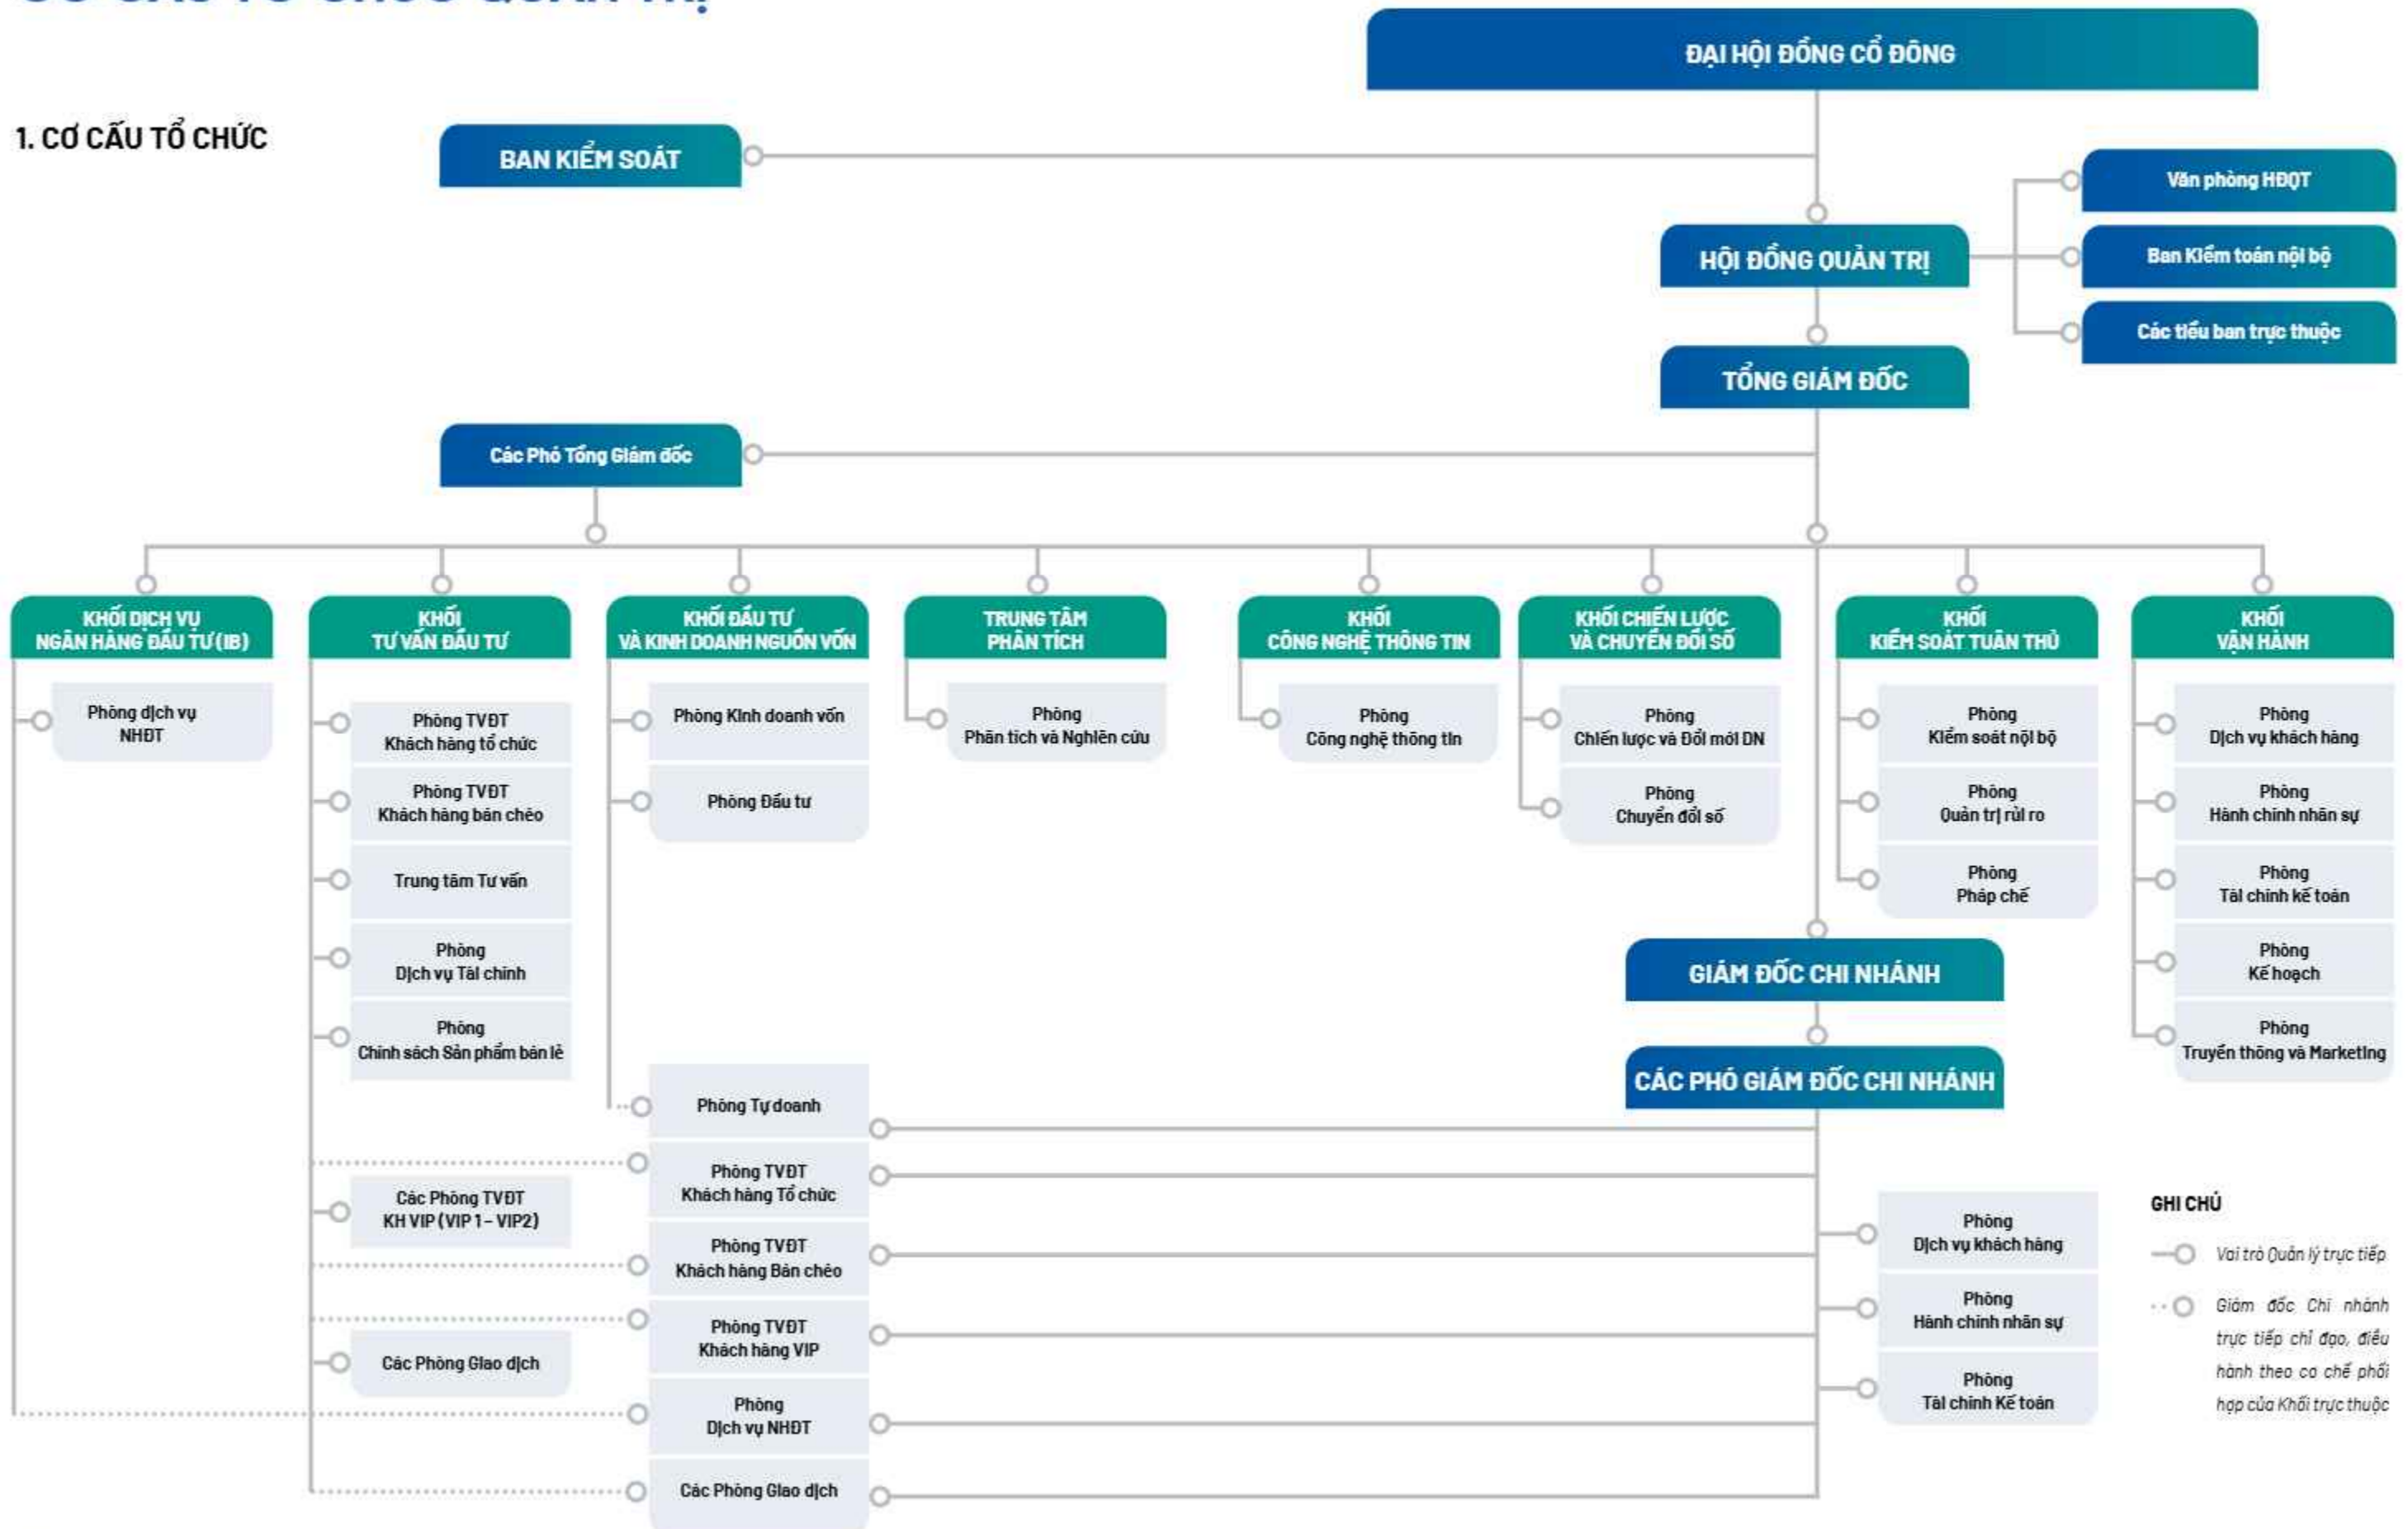 CƠ CẤU TỔ CHỨC QUẢN TRỊ
1. CƠ CẤU TỔ CHỨC
ĐẠI HỘI ĐỒNG CỔ ĐÔNG
BAN KIỂM SOÁT
Văn phòng HĐQT
HỘI ĐỒNG QUẢN TRỊ
Ban Kiểm toán nội bộ
Các tiểu ban trực thuộc
TỔNG GIÁM ĐỐC
Các Phó Tổng Giám đốc
KHỐI DỊCH VỤ
NGÂN HÀNG ĐẦU TƯ (IB)
Phòng dịch vụ
NHĐT
KHỐI
TƯ VẤN ĐẦU TƯ
Phòng TVĐT
Khách hàng tổ chức
Phòng TVĐT
Khách hàng bán chéo
Trung tâm Tư vấn
Phòng
Dịch vụ Tài chính
Phòng
Chính sách Sản phẩm bán lẻ
Các Phòng TVĐT
KH VIP (VIP 1 - VIP2)
Các Phòng Giao dịch
KHỐI ĐẦU TƯ
VÀ KINH DOANH NGUỒN VỐN
Phòng Kinh doanh vốn
Phòng Đầu tư
Phòng Tự doanh
Phòng TVĐT
Khách hàng Tổ chức
Phòng TVĐT
Khách hàng Bán chéo
Phòng TVĐT
Khách hàng VIP
Phòng
Dịch vụ NHĐT
Các Phòng Giao dịch
TRUNG TÂM
PHÂN TÍCH
Phòng
Phân tích và Nghiên cứu
KHỐI
CÔNG NGHỆ THÔNG TIN
Phòng
Công nghệ thông tin
KHỐI CHIẾN LƯỢC
VÀ CHUYỂN ĐỔI SỐ
Phòng
Chiến lược và Đổi mới DN
Phòng
Chuyển đổi số
KHỐI
KIỂM SOÁT TUÂN THỦ
Phòng
Kiểm soát nội bộ
Phòng
Quản trị rủi ro
Phòng
Pháp chế
KHỐI
VẬN HÀNH
Phòng
Dịch vụ khách hàng
Phòng
Hành chính nhân sự
Phòng
Tài chính kế toán
Phòng
Kế hoạch
Phòng
Truyền thông và Marketing
GIÁM ĐỐC CHI NHÁNH
CÁC PHÓ GIÁM ĐỐC CHI NHÁNH
Phòng
Dịch vụ khách hàng
Phòng
Hành chính nhân sự
Phòng
Tài chính Kế toán
GHI CHÚ
Vai trò Quản lý trực tiếp
Giám đốc Chi nhánh
trực tiếp chỉ đạo, điều
hành theo cơ chế phối
hợp của Khối trực thuộc